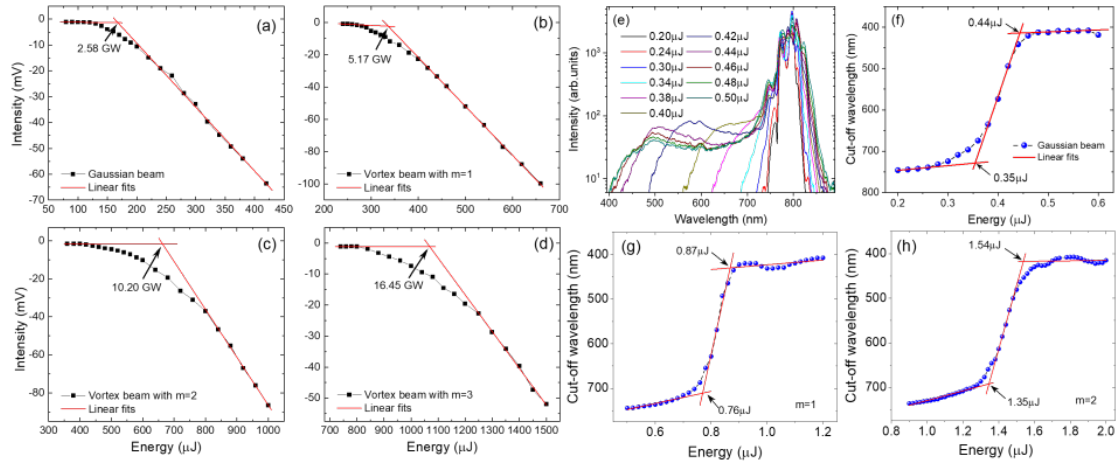 (a)
2.58 GW
Gaussian beam
Linear fits
Intensity (mV)
0
-10
-20
-30
-40
-50
-60
-70
50 100 150 200 250 300 350 400 450
(b)
5.17 GW
Vortex beam with m=1
Linear fits
0
-20
-40
-60
-80
-100
200 300 400 500 600 700
(c)
10.20 GW
Vortex beam with m=2
Linear fits
Intensity (mV)
0
-20
-40
-60
-80
300 400 500 600 700 800 900 1000
Energy (μJ)
(d)
16.45 GW
Vortex beam with m=3
Linear fits
0
-10
-20
-30
-40
-50
700 800 900 1000 1100 1200 1300 1400 1500
Energy (μJ)
(e)
0.20μJ 0.42μJ
0.24μJ 0.44μJ
0.30μJ 0.46μJ
0.34μJ 0.48μJ
0.38μJ 0.50μJ
0.40μJ
Intensity (arb.units)
10³
10²
10¹
400 500 600 700 800 900
Wavelength (nm)
(f)
0.44μJ
0.35μJ
Gaussian beam
Linear fits
Cut-off wavelength (nm)
400
500
600
700
800
0.2 0.3 0.4 0.5 0.6
Energy (μJ)
(g)
0.87μJ
0.76μJ
m=1
Cut-off wavelength (nm)
400
500
600
700
0.6 0.8 1.0 1.2
Energy (μJ)
(h)
1.54μJ
1.35μJ
m=2
400
500
600
700
0.8 1.0 1.2 1.4 1.6 1.8 2.0
Energy (μJ)